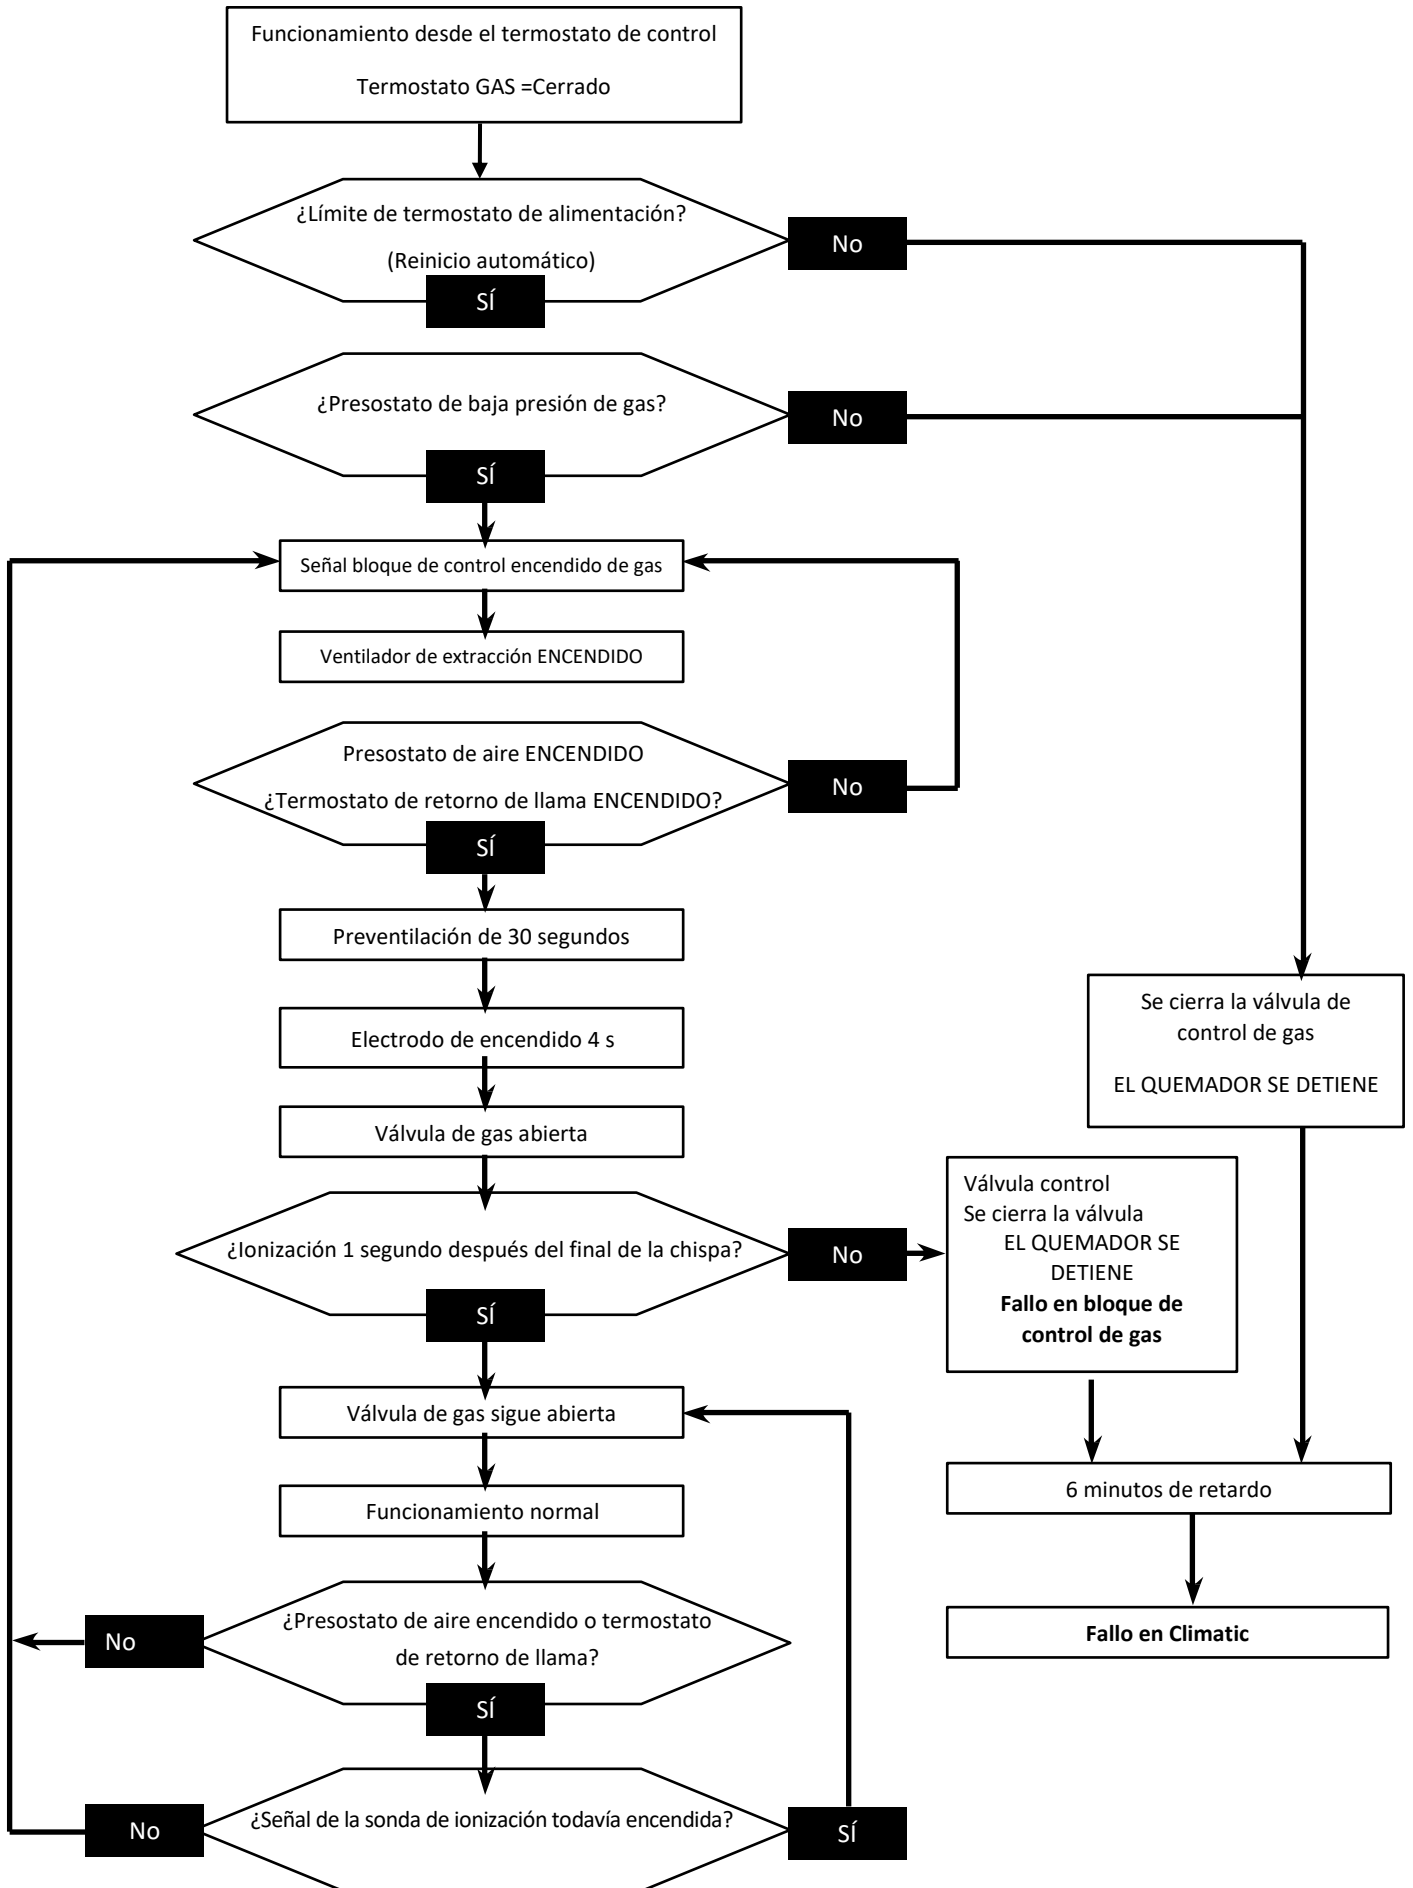 Funcionamiento desde el termostato de control
Termostato GAS =Cerrado
¿Límite de termostato de alimentación?
(Reinicio automático)
No
SÍ
¿Presostato de baja presión de gas?
No
SÍ
Señal bloque de control encendido de gas
Ventilador de extracción ENCENDIDO
Presostato de aire ENCENDIDO
¿Termostato de retorno de llama ENCENDIDO?
No
SÍ
Preventilación de 30 segundos
Electrodo de encendido 4 s
Válvula de gas abierta
Se cierra la válvula de
control de gas
EL QUEMADOR SE DETIENE
¿Ionización 1 segundo después del final de la chispa?
No
SÍ
Válvula control
Se cierra la válvula
EL QUEMADOR SE
DETIENE
Fallo en bloque de
control de gas
Válvula de gas sigue abierta
Funcionamiento normal
6 minutos de retardo
Fallo en Climatic
¿Presostato de aire encendido o termostato
de retorno de llama?
No
SÍ
¿Señal de la sonda de ionización todavía encendida?
No
SÍ